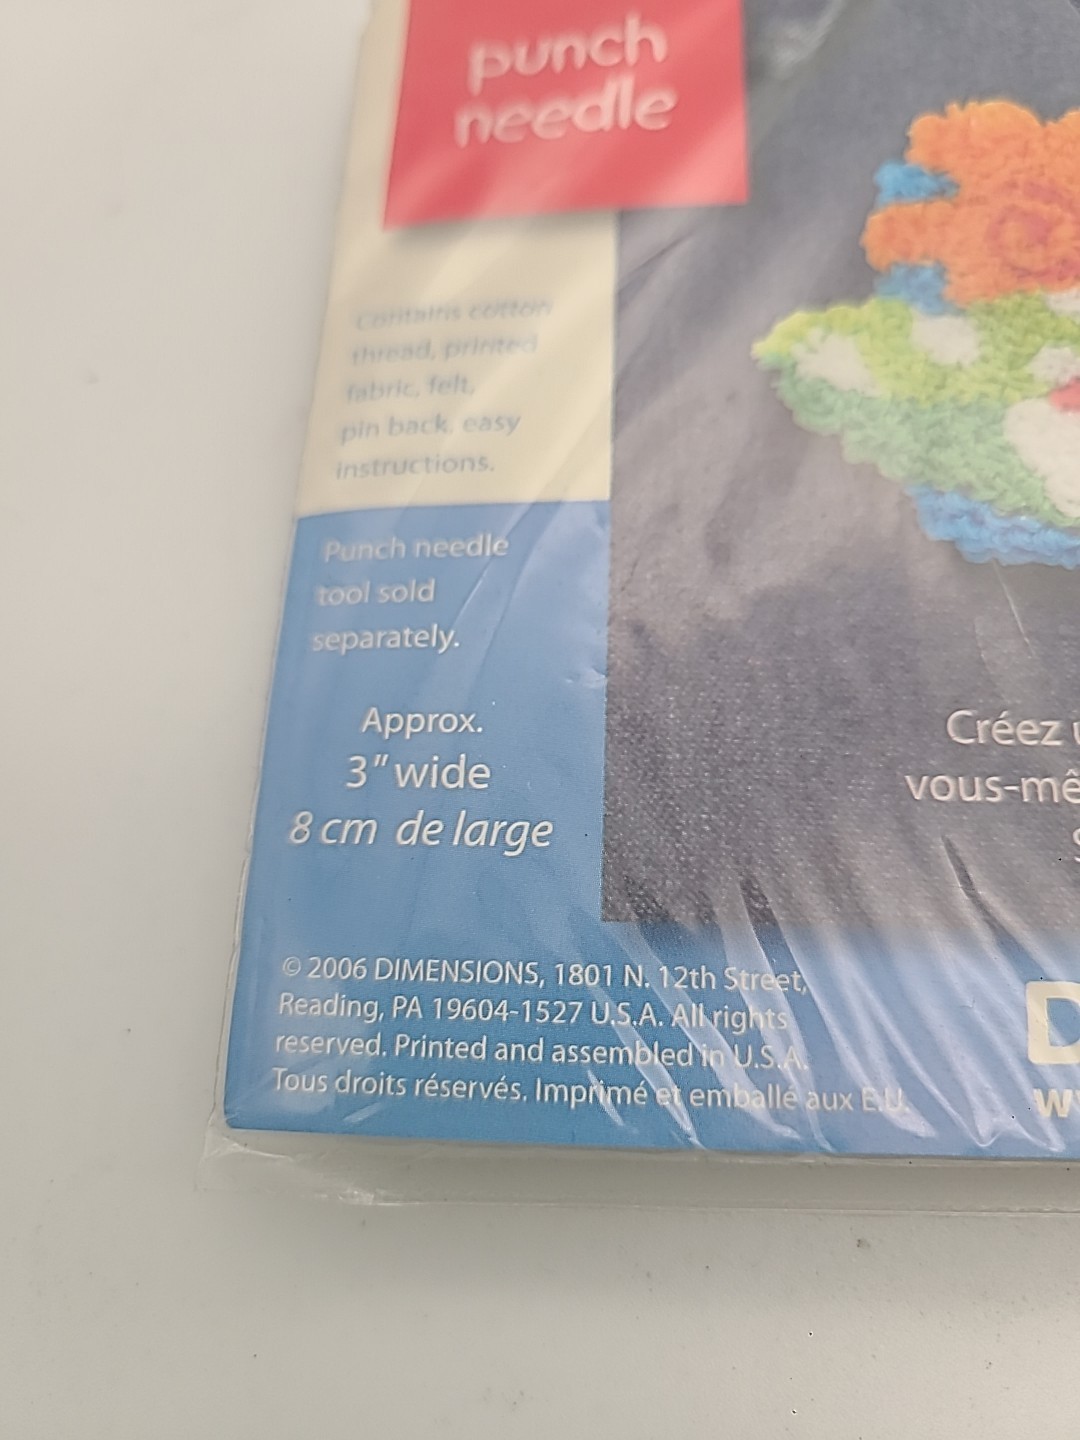 punch
needle
Contains cotton
thread, printed
fabric, felt,
pin back, easy
instructions.
Punch needle
tool sold
separately.
Approx.
3" wide
8 cm de large
Créez
vous-mê
© 2006 DIMENSIONS, 1801 N. 12th Street,
Reading, PA 19604-1527 U.S.A. All rights
reserved. Printed and assembled in U.S.A.
Tous droits réservés. Imprimé et emballé aux E.U.
D